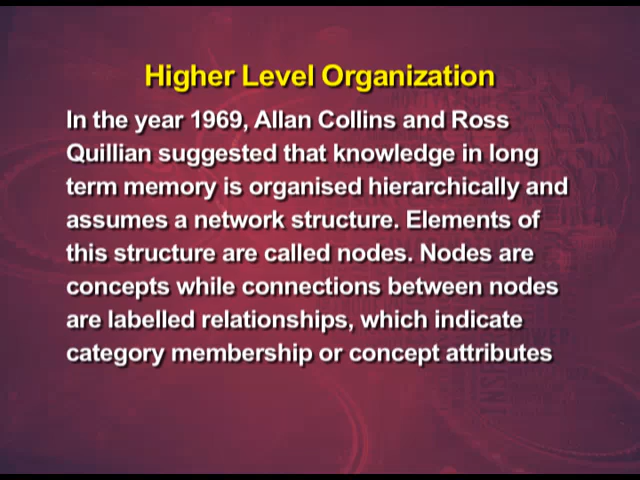 Higher Level Organization
In the year 1969, Allan Collins and Ross
Quillian suggested that knowledge in long
term memory is organised hierarchically and
assumes a network structure. Elements of
this structure are called nodes. Nodes are
concepts while connections between nodes
are labelled relationships, which indicate
category membership or concept attributes